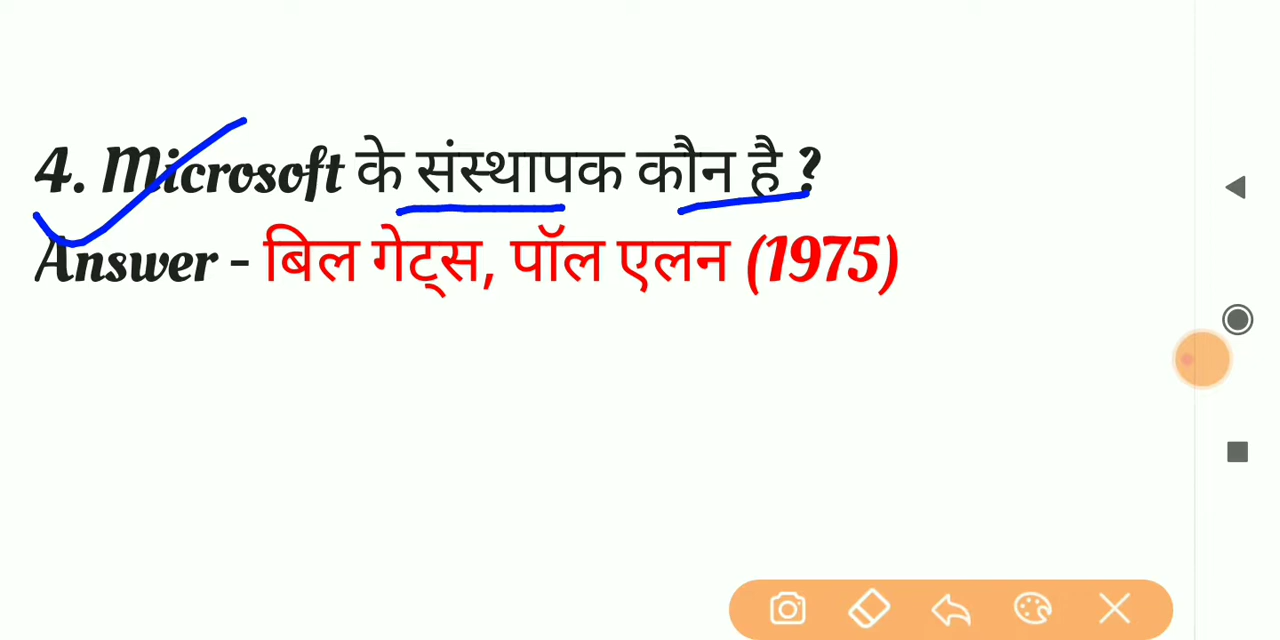 4. Microsoft के संस्थापक कौन है ?
Answer - बिल गेट्स, पॉल एलन (1975)